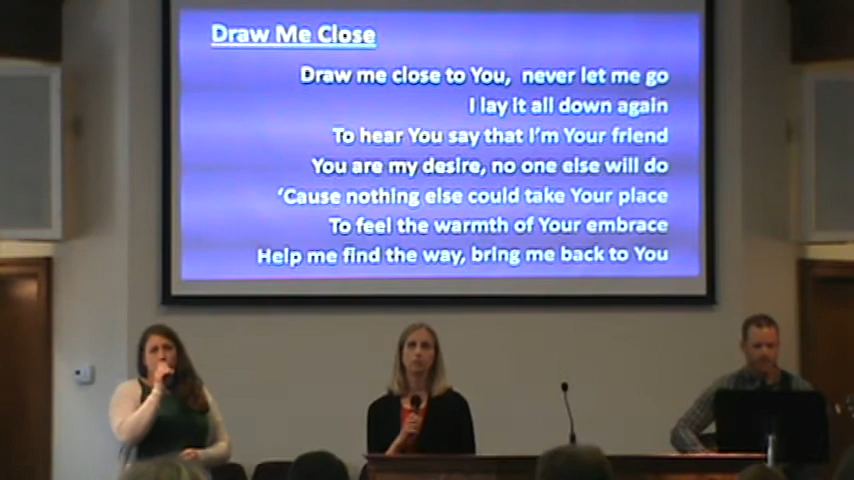 Draw Me Close
Draw me close to You, never let me go
I lay it all down again
To hear You say that I'm Your friend
You are my desire, no one else will do
'Cause nothing else could take Your place
To feel the warmth of Your embrace
Help me find the way, bring me back to You